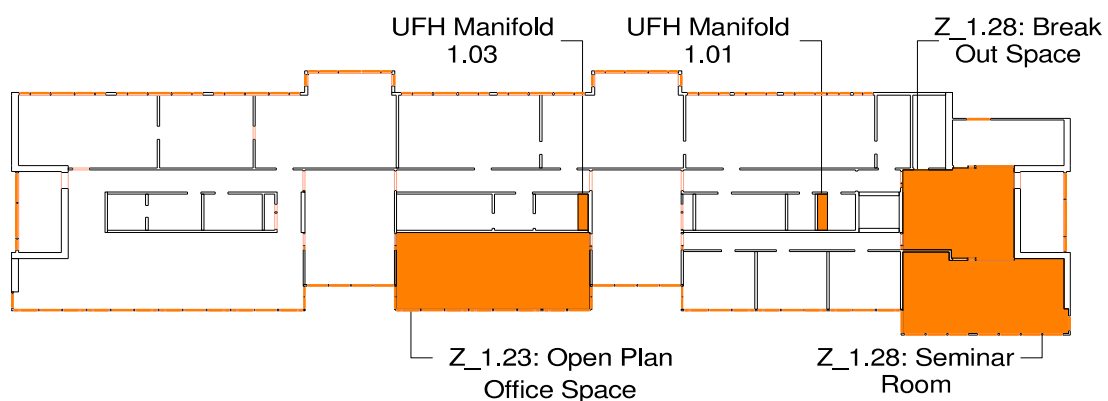 UFH Manifold
1.03
UFH Manifold
1.01
Z_1.28: Break
Out Space
Z_1.23: Open Plan
Office Space
Z_1.28: Seminar
Room